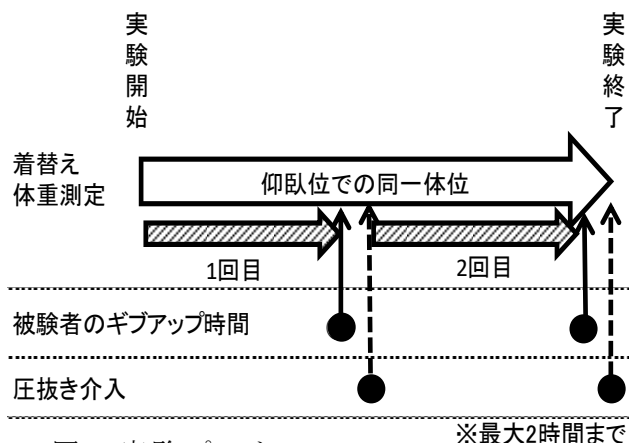 実験開始
実験終了
着替え
体重測定
仰臥位での同一体位
1回目
2回目
被験者のギブアップ時間
圧抜き介入
※最大2時間まで